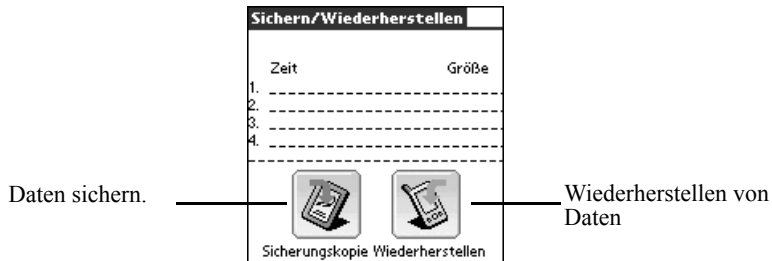 Sichern/Wiederherstellen
Zeit Größe
1.
2.
3.
4.
Daten sichern.
Wiederherstellen von
Daten
Sicherungskopie Wiederherstellen